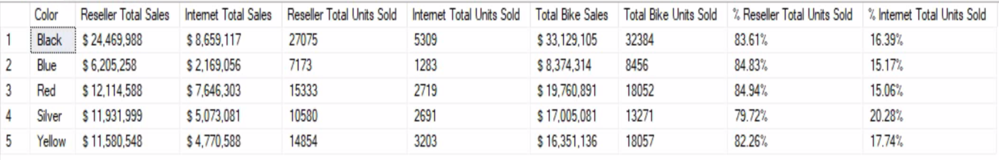 Color Reseller Total Sales Internet Total Sales Reseller Total Units Sold Internet Total Units Sold Total Bike Sales Total Bike Units Sold % Reseller Total Units Sold % Internet Total Units Sold
1 Black $ 24,469,988 $ 8,659,117 27075 5309 $ 33,129,105 32384 83.61% 16.39%
2 Blue $ 6,205,258 $ 2,169,056 7173 1283 $ 8,374,314 8456 84.83% 15.17%
3 Red $ 12,114,588 $ 7,646,303 15333 2719 $ 19,760,891 18052 84.94% 15.06%
4 Silver $ 11,931,999 $ 5,073,081 10580 2691 $ 17,005,081 13271 79.72% 20.28%
5 Yellow $ 11,580,548 $ 4,770,588 14854 3203 $ 16,351,136 18057 82.26% 17.74%